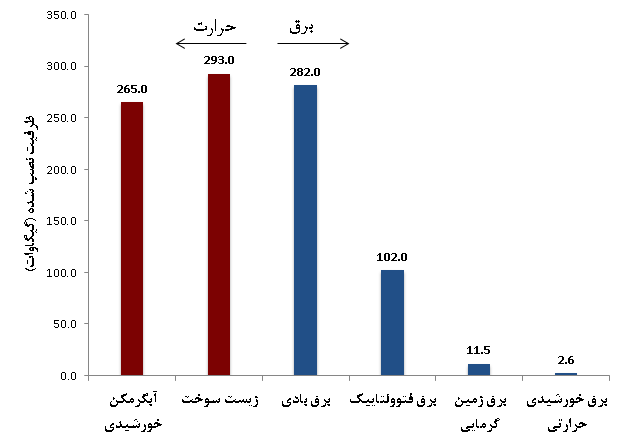 350.0
300.0
250.0
200.0
150.0
100.0
50.0
0.0
ظرفیت نصب شده (گیگاوات)
حرارت
برق
265.0
293.0
282.0
102.0
11.5
2.6
آبگرمکن خورشیدی
زیست سوخت
برق بادی
برق فتوولتاییک
برق زمین گرمایی
برق خورشیدی حرارتی